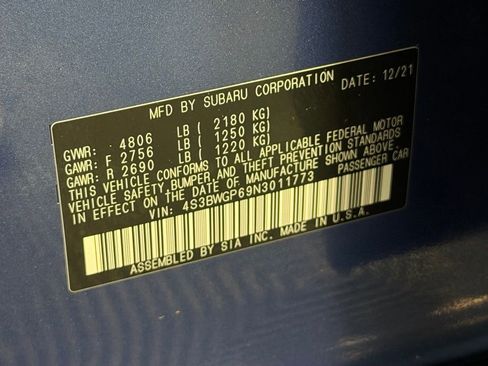 MFD BY SUBARU CORPORATION DATE: 12/21
GVWR: 4806 LB ( 2180 KG)
GAWR: F 2756 LB ( 1250 KG)
GAWR: R 2690 LB ( 1220 KG)
THIS VEHICLE CONFORMS TO ALL APPLICABLE FEDERAL MOTOR
VEHICLE SAFETY, BUMPER, AND THEFT PREVENTION STANDARDS
IN EFFECT ON THE DATE OF MANUFACTURE SHOWN ABOVE.
VIN: 4S3BWGP69N3011773 PASSENGER CAR
ASSEMBLED BY SIA INC. MADE IN U.S.A.